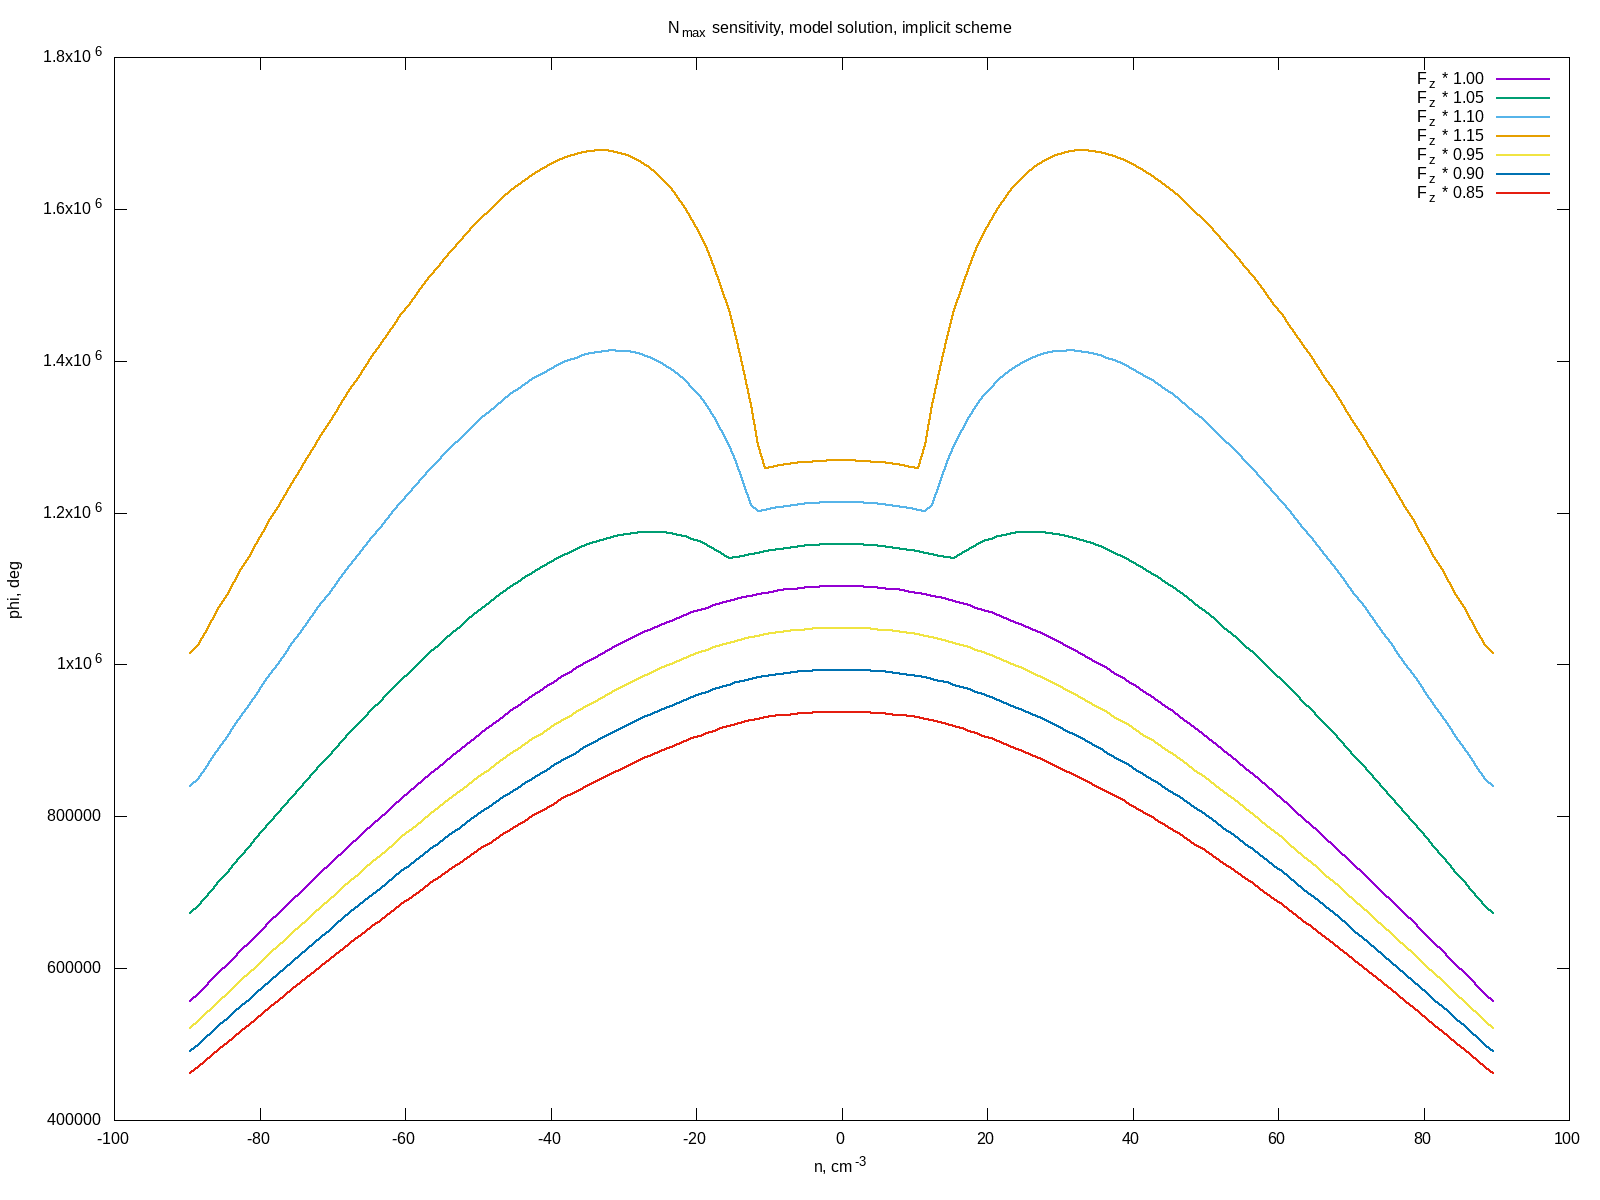 N max sensitivity, model solution, implicit scheme
1.8x10 6
1.6x10 6
1.4x10 6
1.2x10 6
1x10 6
800000
600000
400000
phi, deg
F z * 1.00
F z * 1.05
F z * 1.10
F z * 1.15
F z * 0.95
F z * 0.90
F z * 0.85
-100 -80 -60 -40 -20 0 20 40 60 80 100
n, cm -3